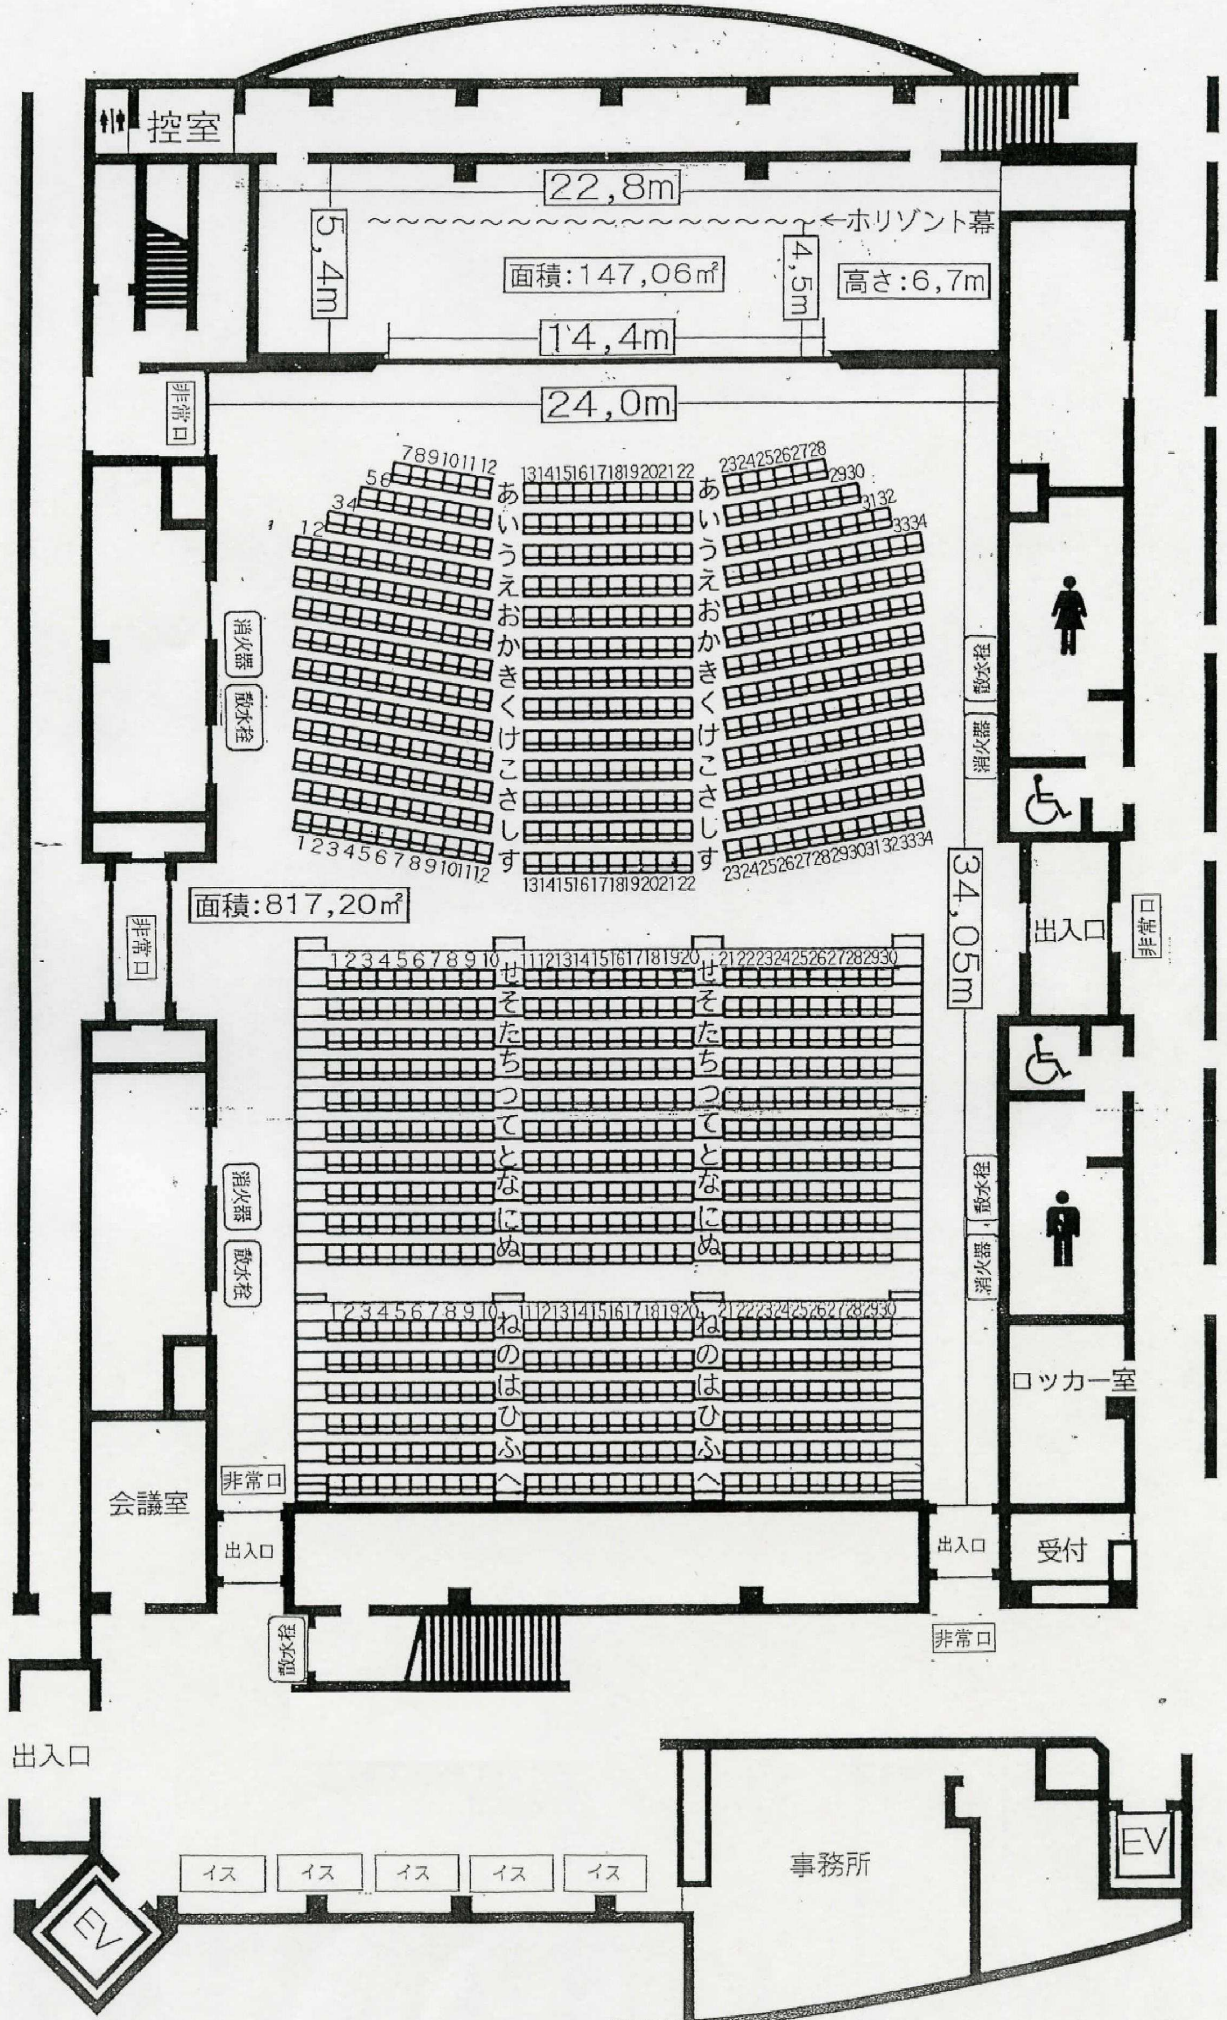 控室
22,8m
←ホリゾント幕
5,4m
4,5m
面積:147,06㎡
高さ:6,7m
14,4m
非常口
24,0m
789101112
13141516171819202122
232425262728
56
2930
34
3132
12
3334
あ
い
う
え
お
か
き
く
け
こ
さ
し
す
あ
い
う
え
お
か
き
く
け
こ
さ
し
す
消火器
散水栓
散水栓
消火器
123456789101112
13141516171819202122
232425262728293031323334
面積:817,20㎡
34,05m
非常口
出入口
非常口
12345678910
11121314151617181920
21222324252627282930
せ
そ
た
ち
つ
て
と
な
に
ぬ
せ
そ
た
ち
つ
て
と
な
に
ぬ
消火器
散水栓
散水栓
消火器
12345678910
11121314151617181920
21222324252627282930
ね
の
は
ひ
ふ
へ
ね
の
は
ひ
ふ
へ
ロッカー室
非常口
会議室
出入口
出入口
受付
散水栓
非常口
出入口
イス
イス
イス
イス
イス
事務所
EV
EV